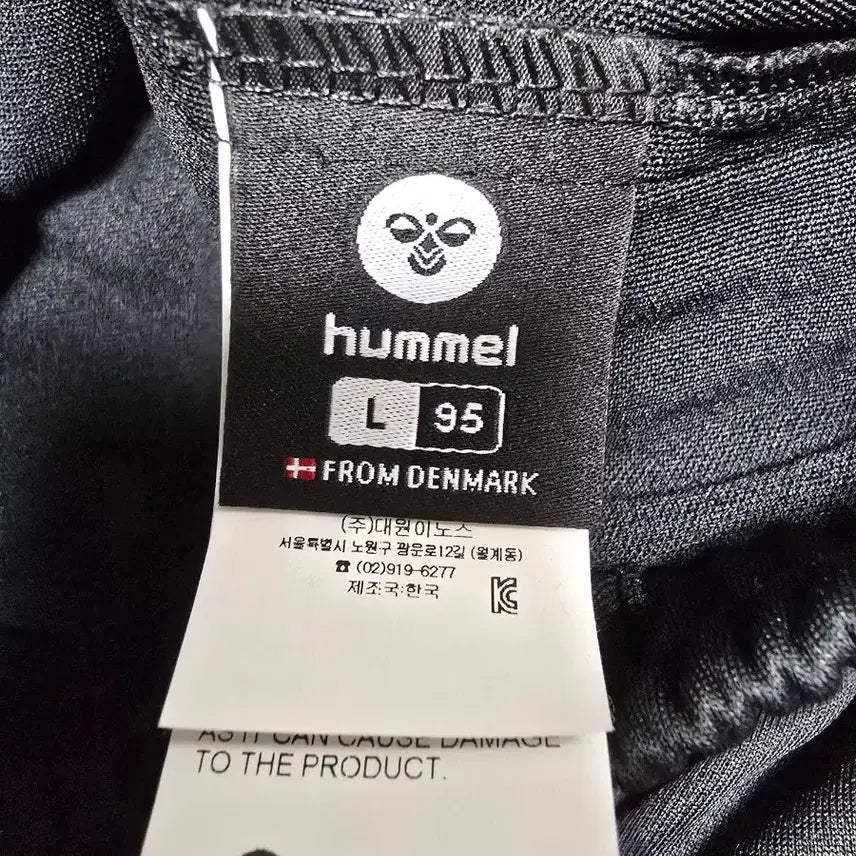 hummel
L 95
FROM DENMARK
(주)대원이노스
서울특별시 노원구 광운로12길 (월계동)
☎ (02)919-6277
제조국:한국
AS IT CAN CAUSE DAMAGE
TO THE PRODUCT.